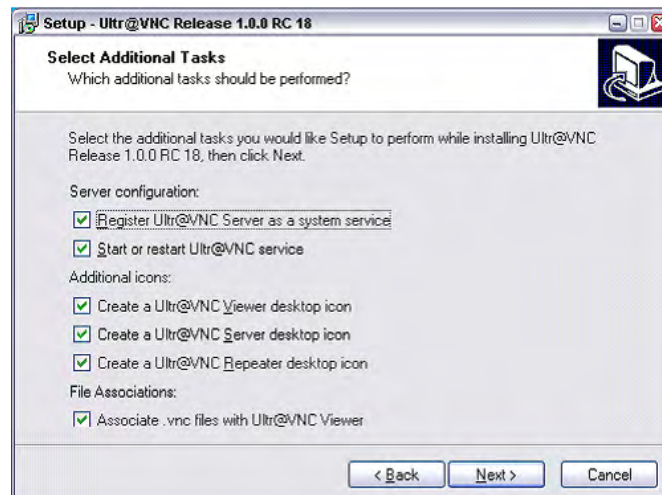 Setup - Ultr@VNC Release 1.0.0 RC 18
Select Additional Tasks
Which additional tasks should be performed?
Select the additional tasks you would like Setup to perform while installing Ultr@VNC
Release 1.0.0 RC 18, then click Next.
Server configuration:
Register Ultr@VNC Server as a system service
Start or restart Ultr@VNC service
Additional icons:
Create a Ultr@VNC Viewer desktop icon
Create a Ultr@VNC Server desktop icon
Create a Ultr@VNC Repeater desktop icon
File Associations:
Associate .vnc files with Ultr@VNC Viewer
< Back Next > Cancel